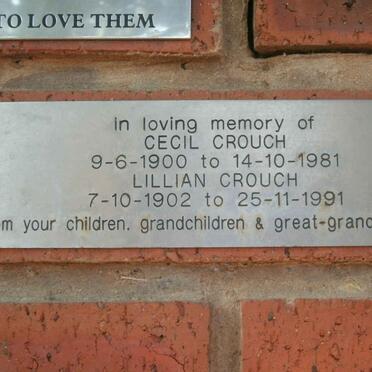 TO LOVE THEM
In loving memory of
CECIL CROUCH
9-6-1900 to 14-10-1981
LILLIAN CROUCH
7-10-1902 to 25-11-1991
om your children, grandchildren & great-grand